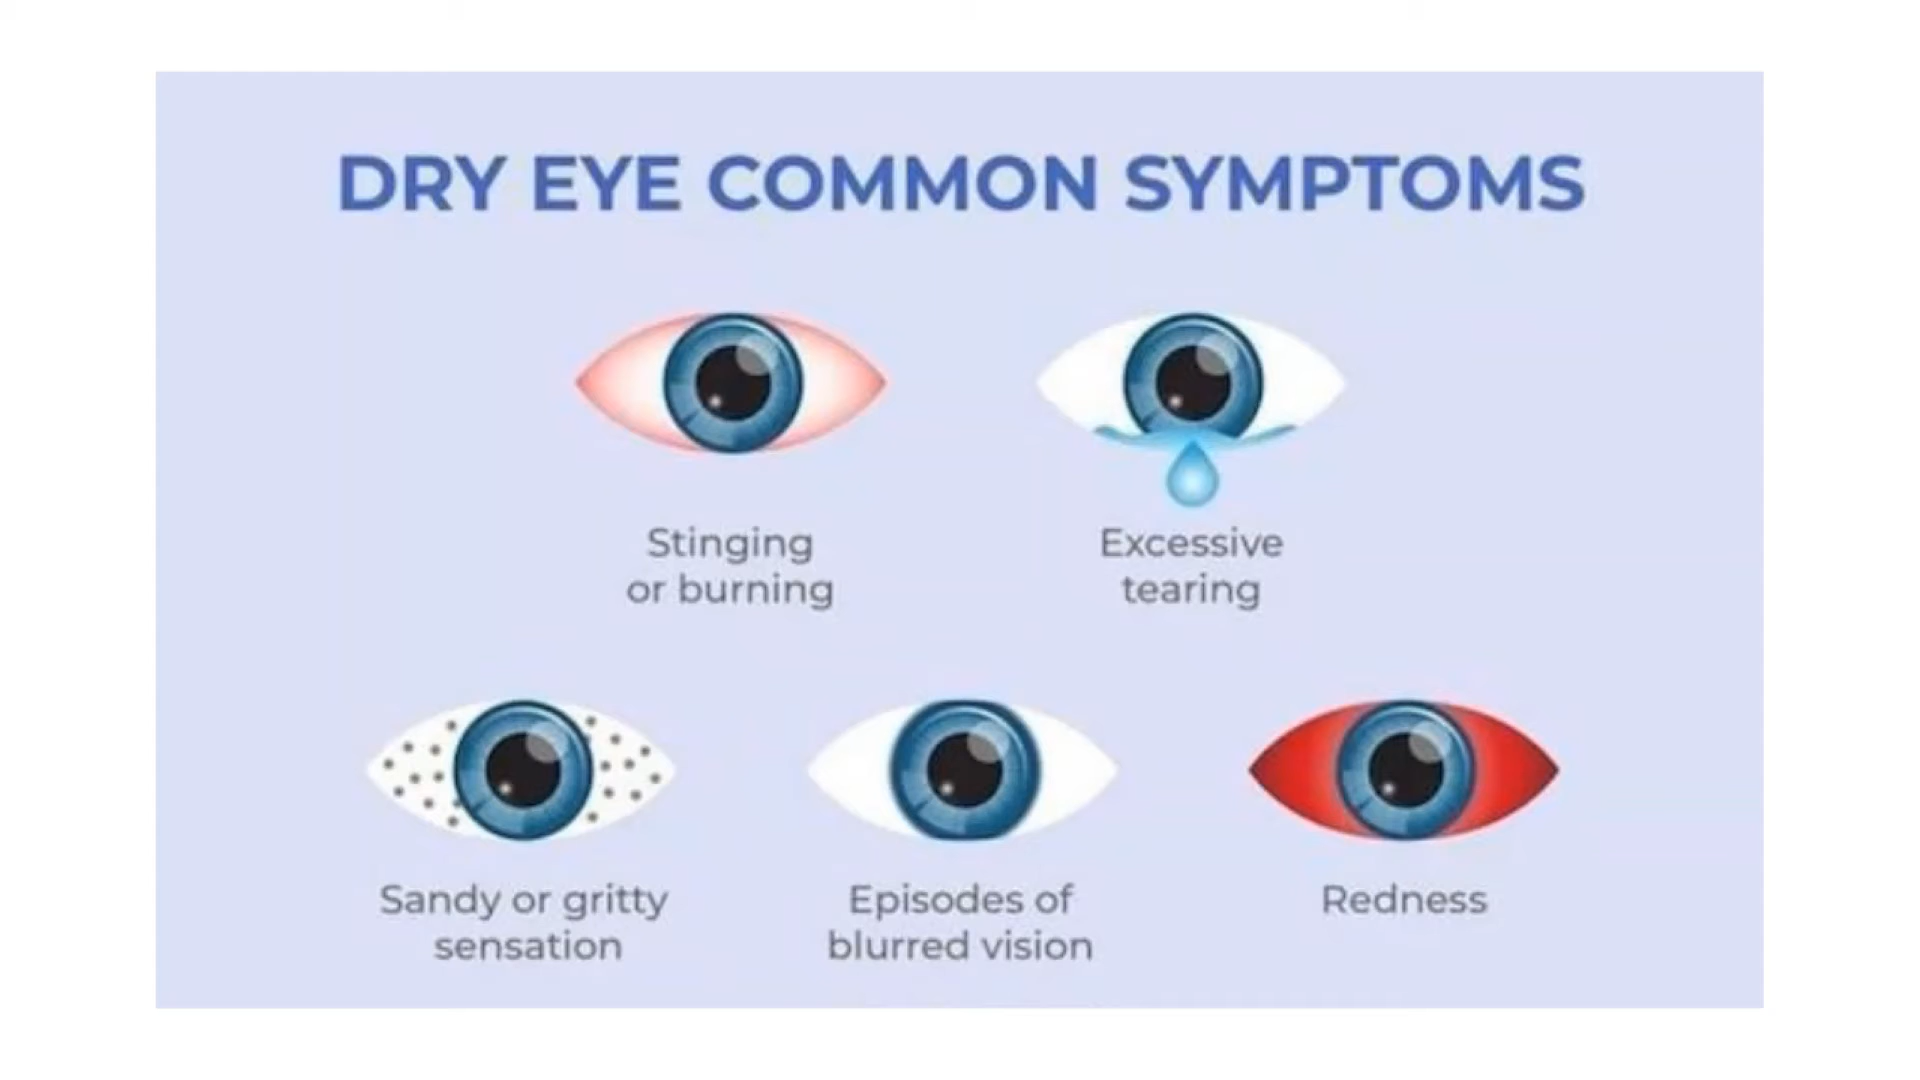 DRY EYE COMMON SYMPTOMS
Stinging
or burning
Excessive
tearing
Sandy or gritty
sensation
Episodes of
blurred vision
Redness